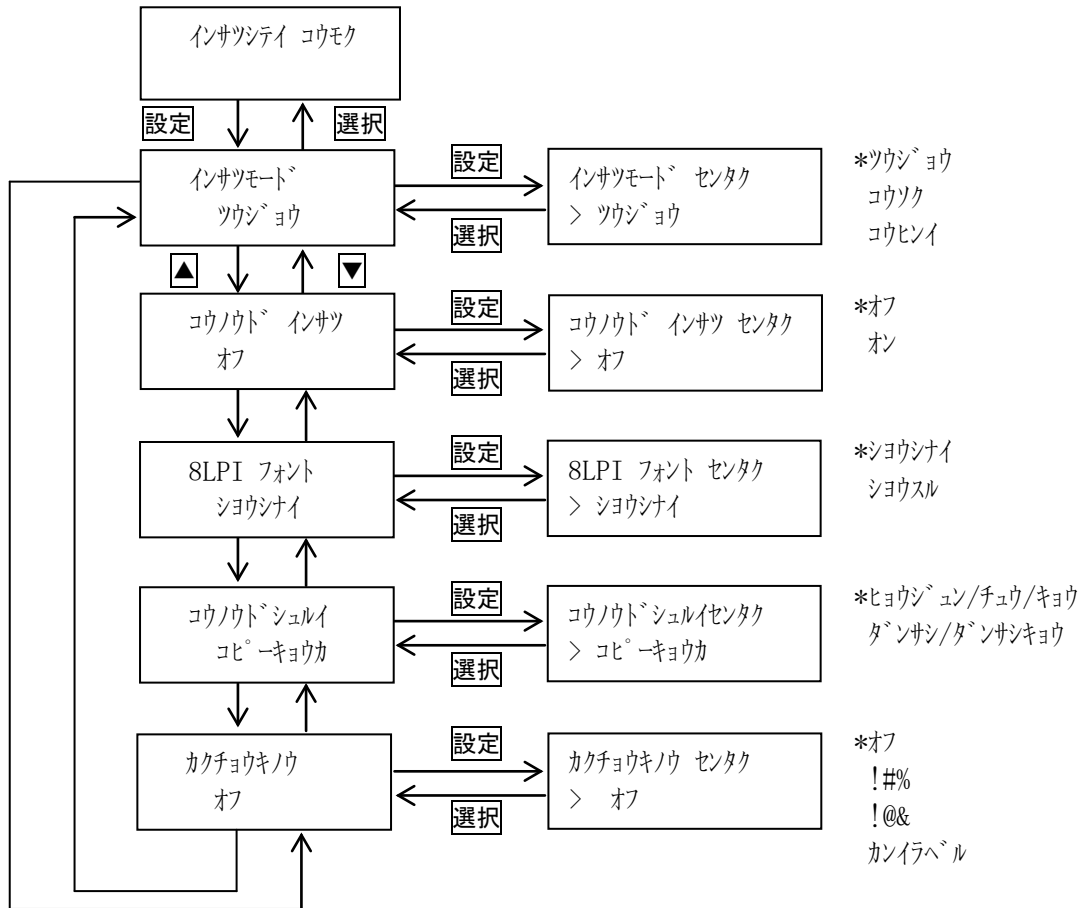 インサツシテイ コウモク
設定
選択
インサツモード
ツウジョウ
設定
選択
インサツモード センタク
> ツウジョウ
*ツウジョウ
コウソク
コウヒンイ
▲
▼
コウノウド インサツ
オフ
設定
選択
コウノウド インサツ センタク
> オフ
*オフ
オン
8LPI フォント
ショウシナイ
設定
選択
8LPI フォント センタク
> ショウシナイ
*ショウシナイ
ショウスル
コウノウドシュルイ
コピーキョウカ
設定
選択
コウノウドシュルイセンタク
> コピーキョウカ
*ヒョウジュン/チュウ/キョウ
ダンサシ/ダンサシキョウ
カクチョウキノウ
オフ
設定
選択
カクチョウキノウ センタク
> オフ
*オフ
!#%
!@&
カンイラベル